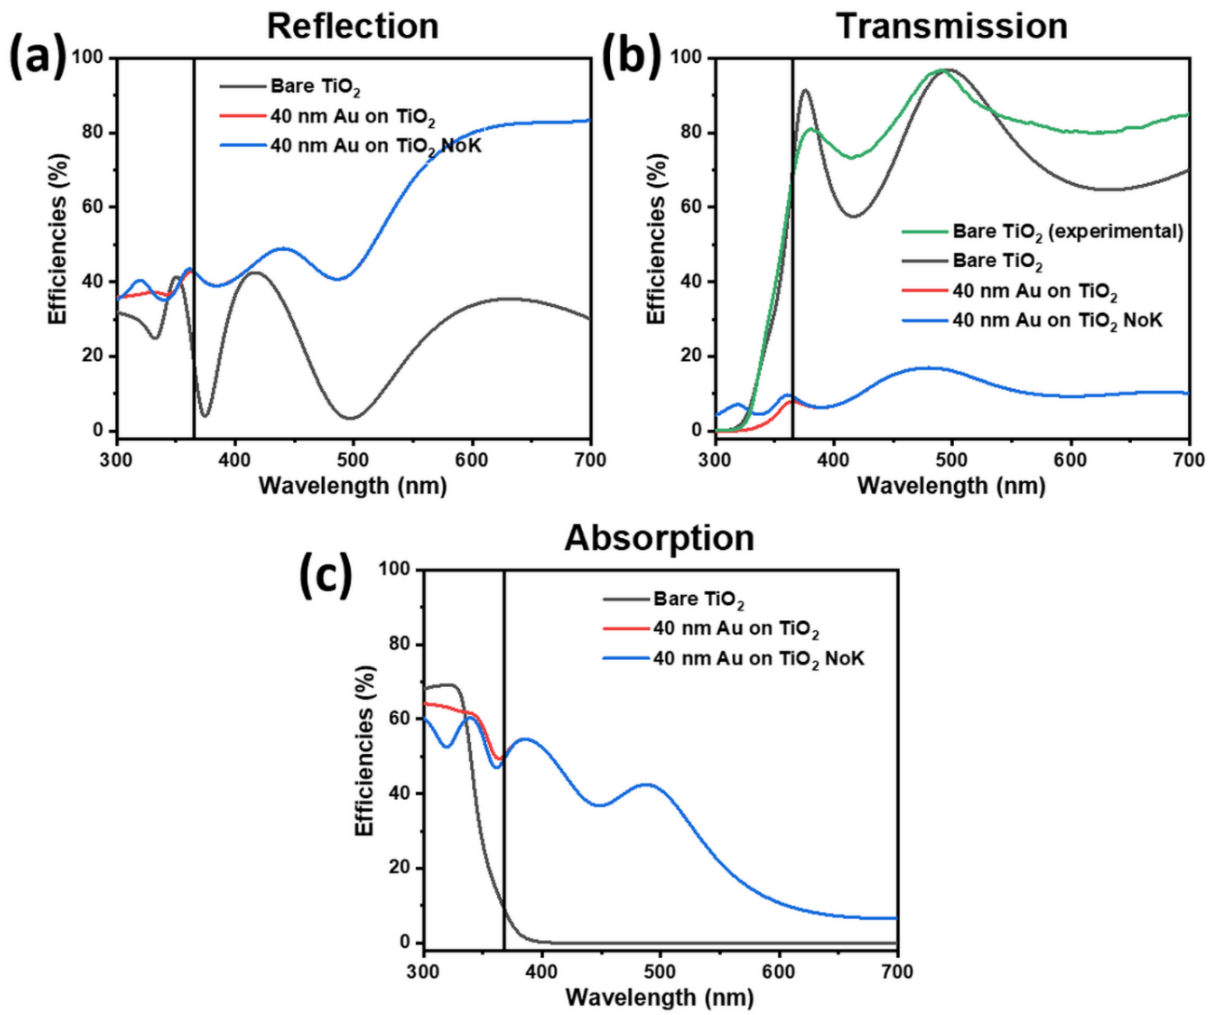 Reflection
(a)
100
80
60
40
20
0
Efficiencies (%)
Bare TiO₂
40 nm Au on TiO₂
40 nm Au on TiO₂ NoK
300 400 500 600 700
Wavelength (nm)
Transmission
(b)
100
80
60
40
20
0
Efficiencies (%)
Bare TiO₂ (experimental)
Bare TiO₂
40 nm Au on TiO₂
40 nm Au on TiO₂ NoK
300 400 500 600 700
Wavelength (nm)
Absorption
(c)
100
80
60
40
20
0
Efficiencies (%)
Bare TiO₂
40 nm Au on TiO₂
40 nm Au on TiO₂ NoK
300 400 500 600 700
Wavelength (nm)